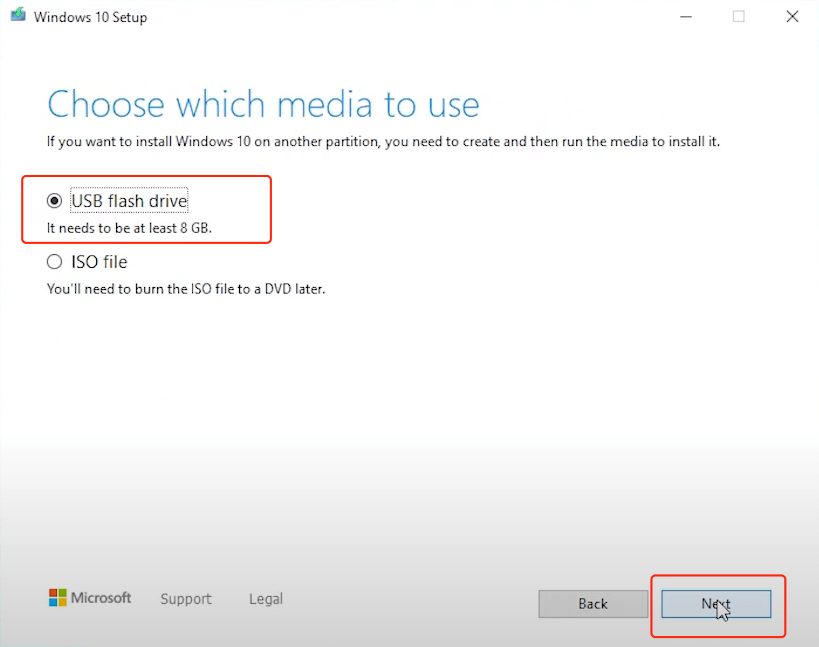 Windows 10 Setup
Choose which media to use
If you want to install Windows 10 on another partition, you need to create and then run the media to install it.
USB flash drive
It needs to be at least 8 GB.
ISO file
You'll need to burn the ISO file to a DVD later.
Microsoft Support Legal Back Next